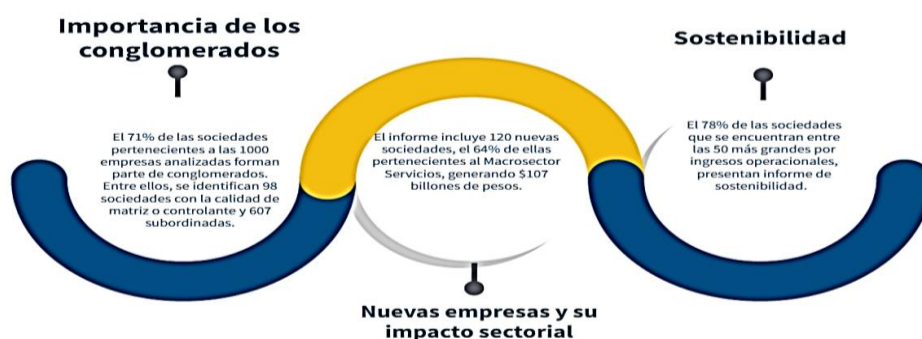 Importancia de los
conglomerados
El 71% de las sociedades
pertenecientes a las 1000
empresas analizadas forman
parte de conglomerados.
Entre ellos, se identifican 98
sociedades con la calidad de
matriz o controlante y 607
subordinadas.
El informe incluye 120 nuevas
sociedades, el 64% de ellas
pertenecientes al Macrosector
Servicios, generando $107
billones de pesos.
Nuevas empresas y su
impacto sectorial
Sostenibilidad
El 78% de las sociedades
que se encuentran entre
las 50 más grandes por
ingresos operacionales,
presentan informe de
sostenibilidad.